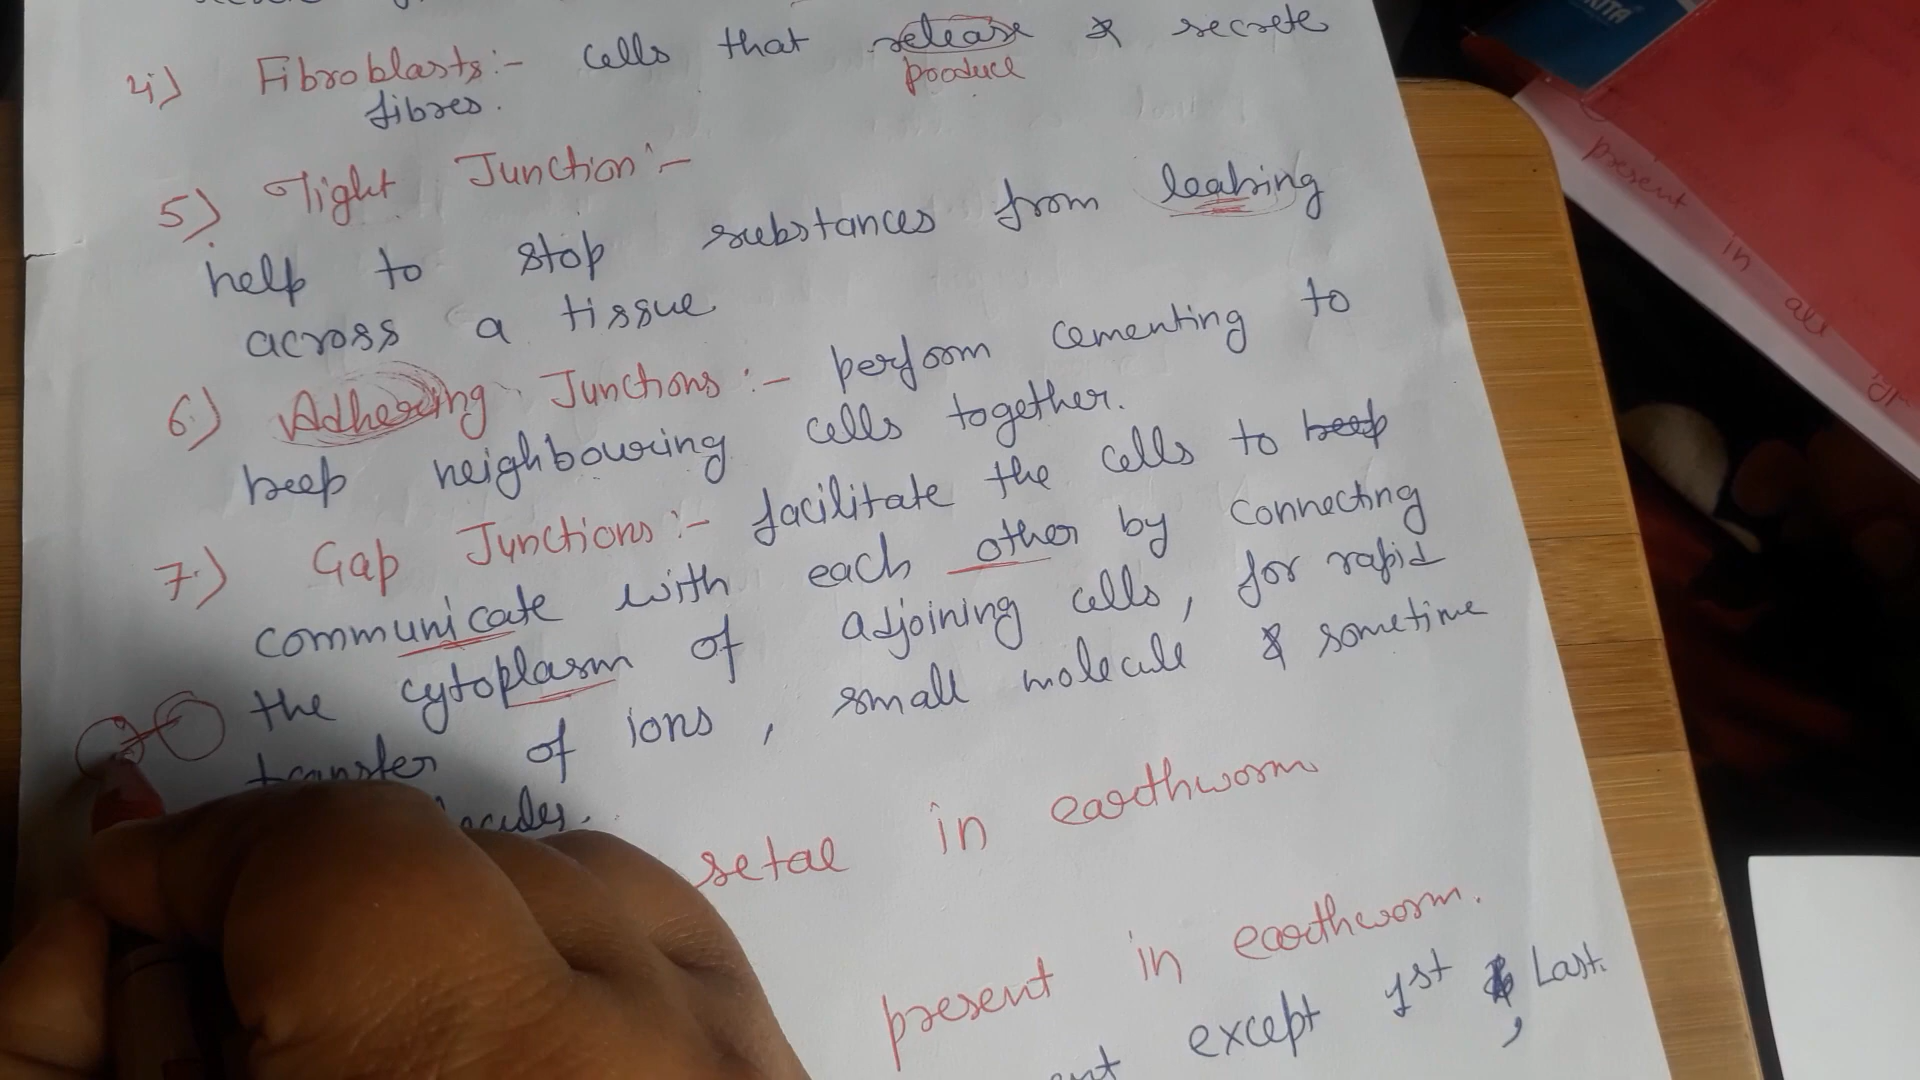 4) Fibroblasts:- cells that release & secrete
produce
fibres.
5) Tight Junction:-
help to stop substances from leaking
across a tissue
6) Adhering Junctions:- perform cementing to
keep neighbouring cells together.
7.) Gap Junctions:- facilitate the cells to keep
communicate with each other by connecting
the cytoplasm of adjoining cells, for rapid
transfer of ions, small molecule & sometime
setae in earthworm
present in earthworm.
except 1st & Last.
present in all